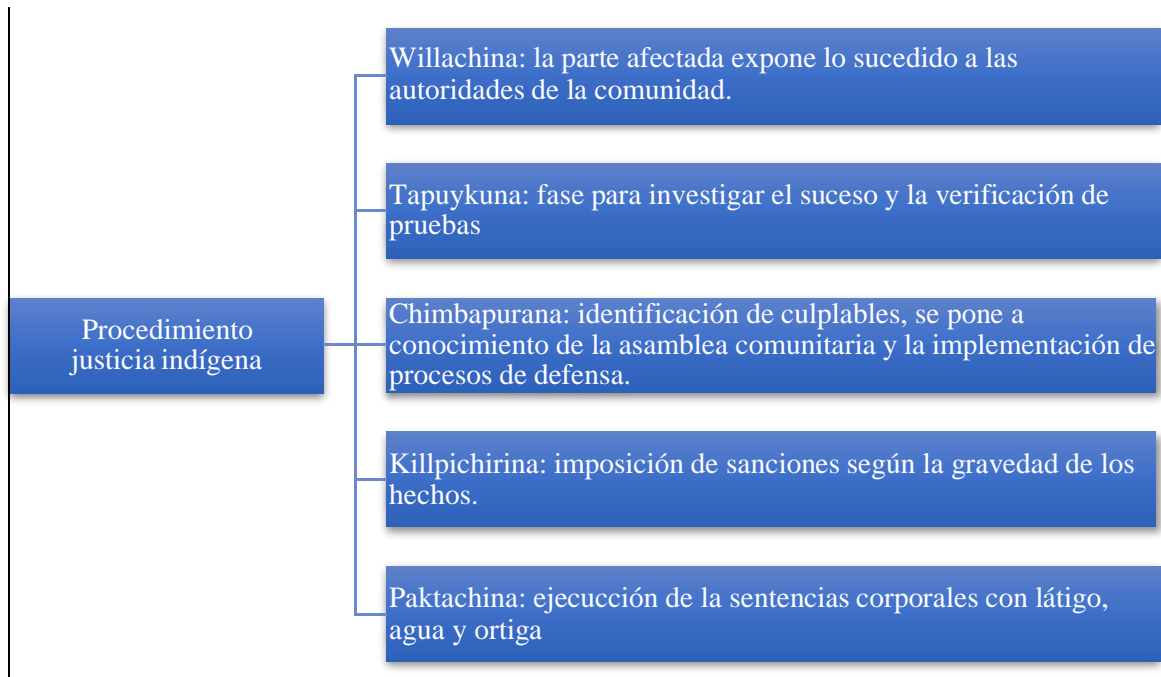 Procedimiento
justicia indígena
Willachina: la parte afectada expone lo sucedido a las
autoridades de la comunidad.
Tapuykuna: fase para investigar el suceso y la verificación de
pruebas
Chimbapurana: identificación de culplables, se pone a
conocimiento de la asamblea comunitaria y la implementación de
procesos de defensa.
Killpichirina: imposición de sanciones según la gravedad de los
hechos.
Paktachina: ejecucción de la sentencias corporales con látigo,
agua y ortiga